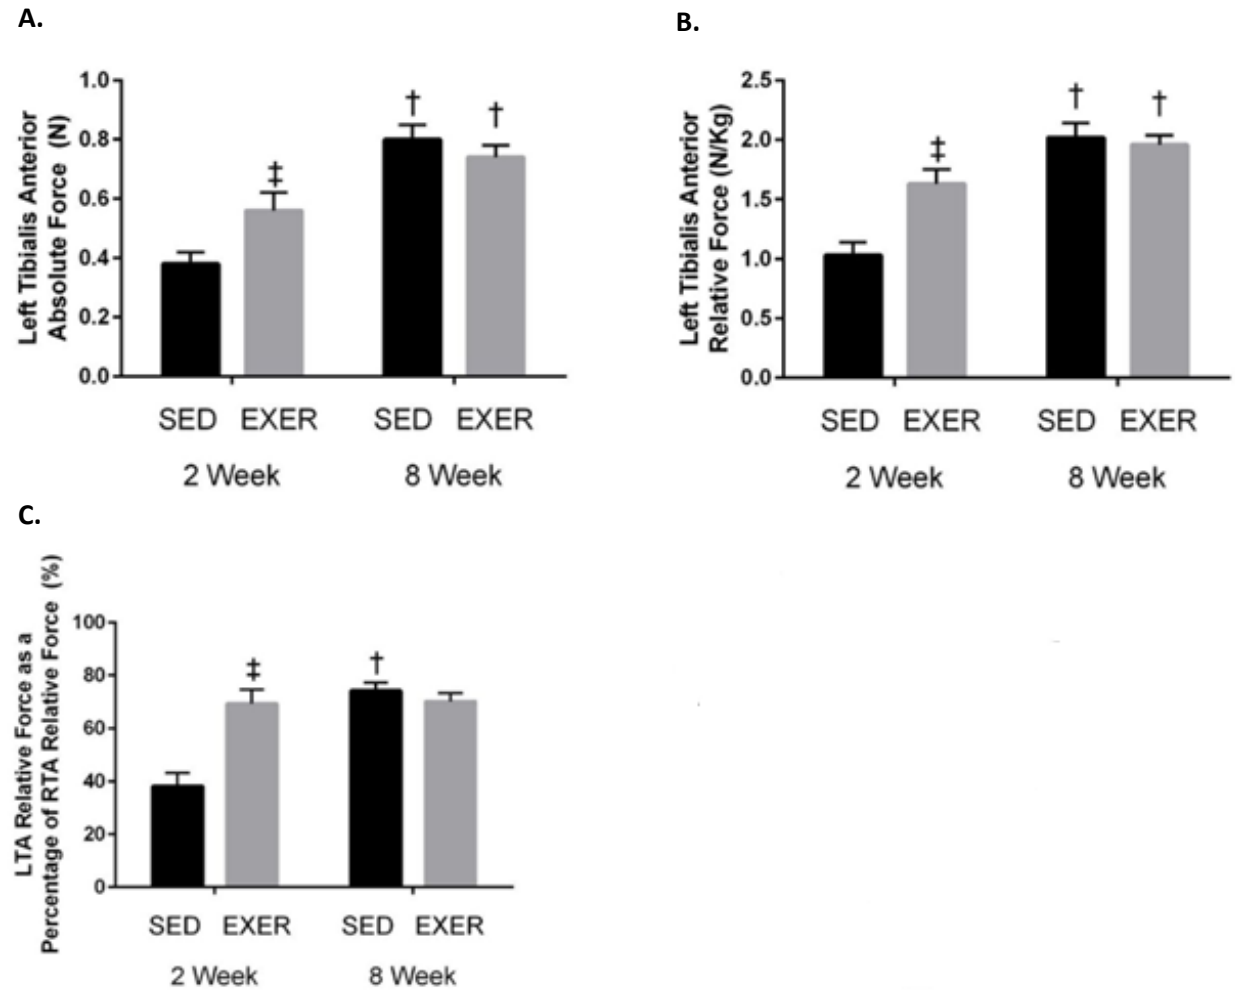 A.
Left Tibialis Anterior
Absolute Force (N)
1.0
0.8
0.6
0.4
0.2
0.0
‡
†
†
SED EXER SED EXER
2 Week 8 Week
B.
Left Tibialis Anterior
Relative Force (N/Kg)
2.5
2.0
1.5
1.0
0.5
0.0
‡
†
†
SED EXER SED EXER
2 Week 8 Week
C.
LTA Relative Force as a
Percentage of RTA Relative Force (%)
100
80
60
40
20
0
‡
†
SED EXER SED EXER
2 Week 8 Week